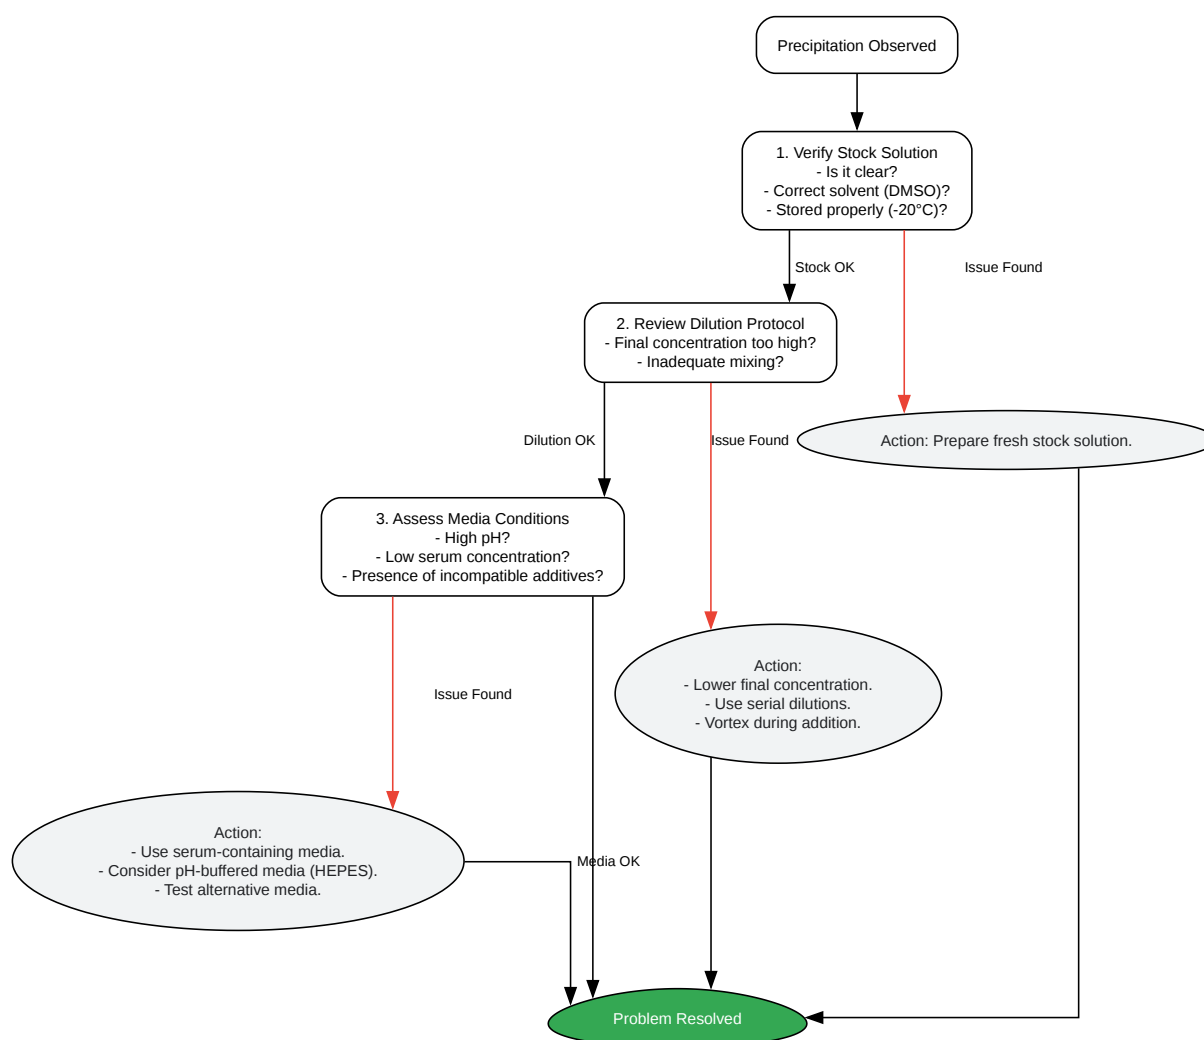 Precipitation Observed
1. Verify Stock Solution
- Is it clear?
- Correct solvent (DMSO)?
- Stored properly (-20°C)?
Stock OK
Issue Found
2. Review Dilution Protocol
- Final concentration too high?
- Inadequate mixing?
Dilution OK
Issue Found
Action: Prepare fresh stock solution.
3. Assess Media Conditions
- High pH?
- Low serum concentration?
- Presence of incompatible additives?
Issue Found
Action:
- Lower final concentration.
- Use serial dilutions.
- Vortex during addition.
Action:
- Use serum-containing media.
- Consider pH-buffered media (HEPES).
- Test alternative media.
Media OK
Problem Resolved